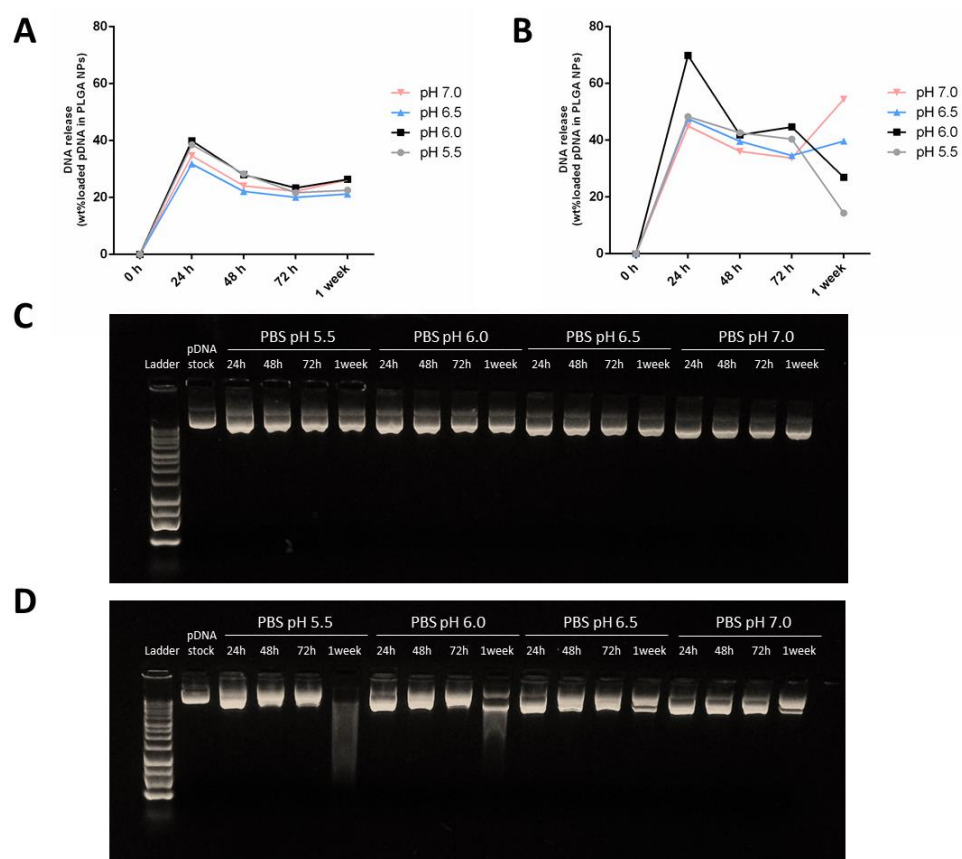 A
DNA release
(wt%loaded pDNA in PLGA NPs)
80
60
40
20
0
0 h
24 h
48 h
72 h
1 week
pH 7.0
pH 6.5
pH 6.0
pH 5.5
B
DNA release
(wt%loaded pDNA in PLGA NPs)
80
60
40
20
0
0 h
24 h
48 h
72 h
1 week
pH 7.0
pH 6.5
pH 6.0
pH 5.5
C
PBS pH 5.5 PBS pH 6.0 PBS pH 6.5 PBS pH 7.0
pDNA
Ladder stock 24h 48h 72h 1week 24h 48h 72h 1week 24h 48h 72h 1week 24h 48h 72h 1week
D
PBS pH 5.5 PBS pH 6.0 PBS pH 6.5 PBS pH 7.0
pDNA
Ladder stock 24h 48h 72h 1week 24h 48h 72h 1week 24h 48h 72h 1week 24h 48h 72h 1week